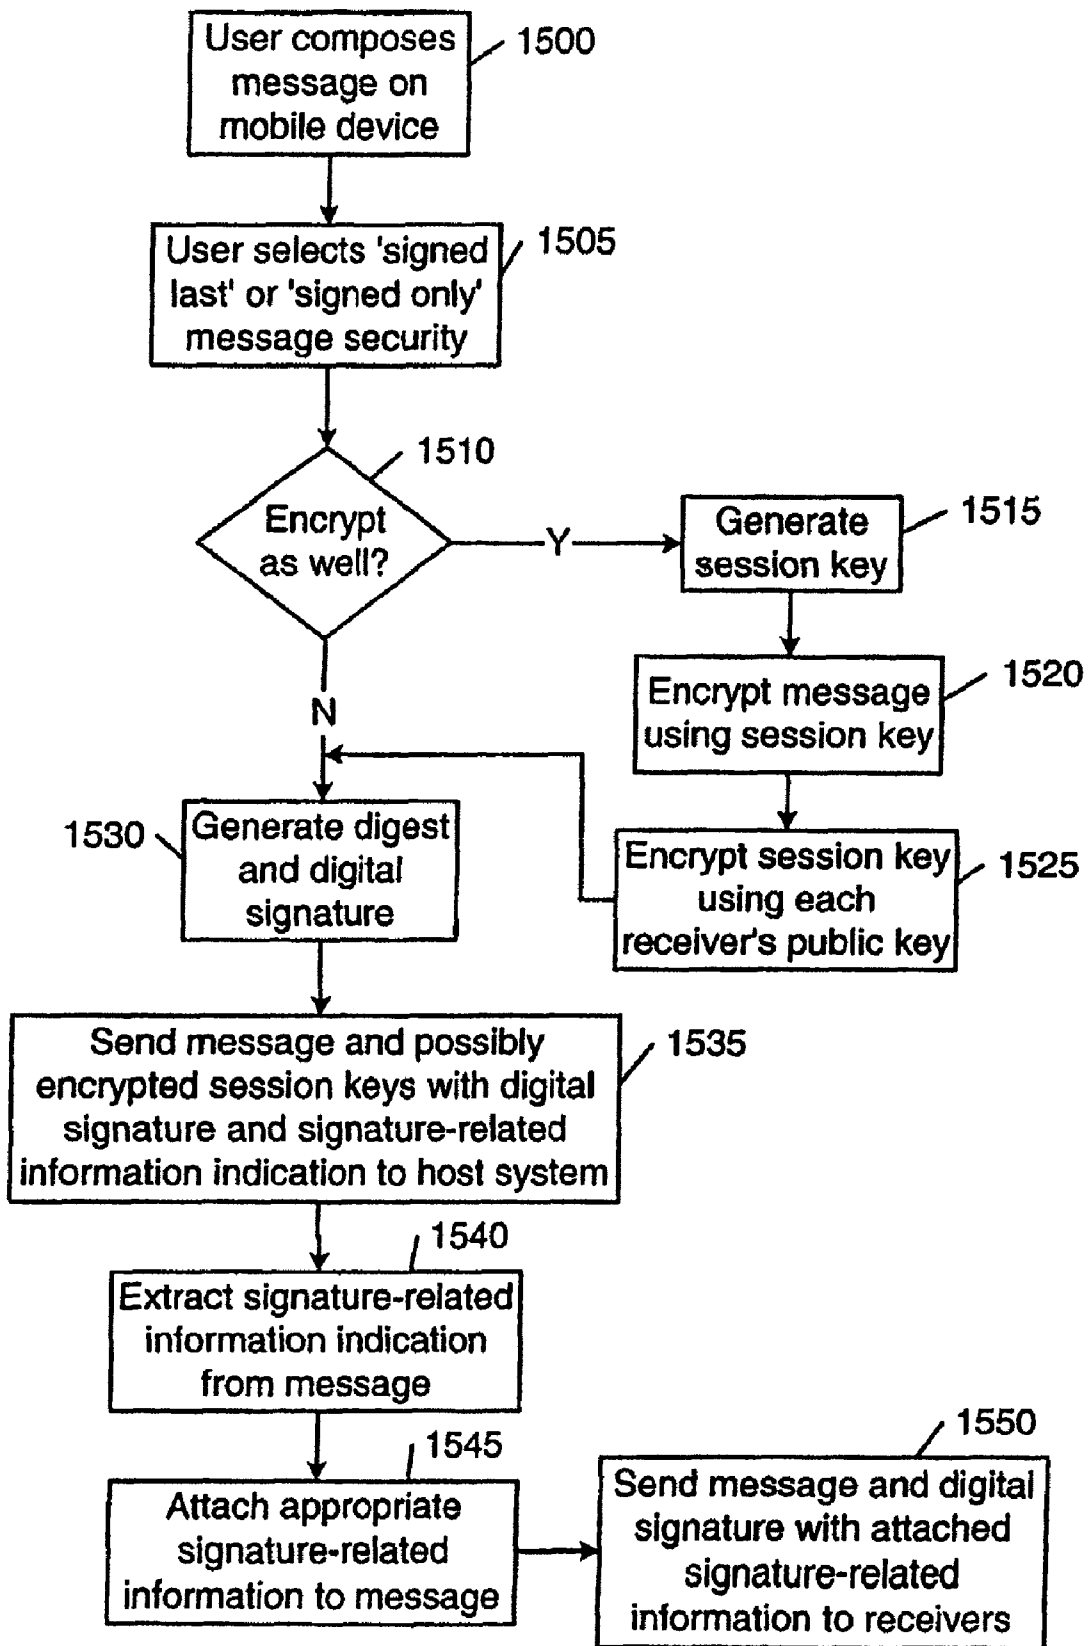 User composes
message on
mobile device
1500
User selects 'signed
last' or 'signed only'
message security
1505
1510
Encrypt
as well?
Y
N
Generate
session key
1515
Encrypt message
using session key
1520
Encrypt session key
using each
receiver's public key
1525
1530
Generate digest
and digital
signature
Send message and possibly
encrypted session keys with digital
signature and signature-related
information indication to host system
1535
1540
Extract signature-related
information indication
from message
1545
Attach appropriate
signature-related
information to message
1550
Send message and digital
signature with attached
signature-related
information to receivers